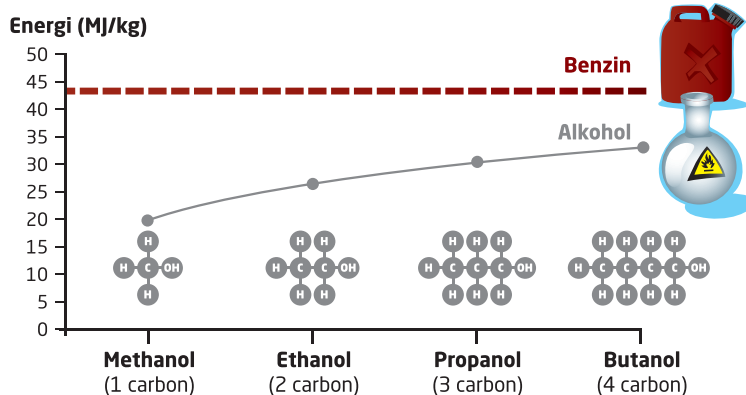 Energi (MJ/kg)
50
45
40
35
30
25
20
15
10
5
0
Benzin
Alkohol
H
H C OH
H
H H
H C C OH
H H
H H H
H C C C OH
H H H
H H H H
H C C C C OH
H H H H
Methanol
(1 carbon)
Ethanol
(2 carbon)
Propanol
(3 carbon)
Butanol
(4 carbon)